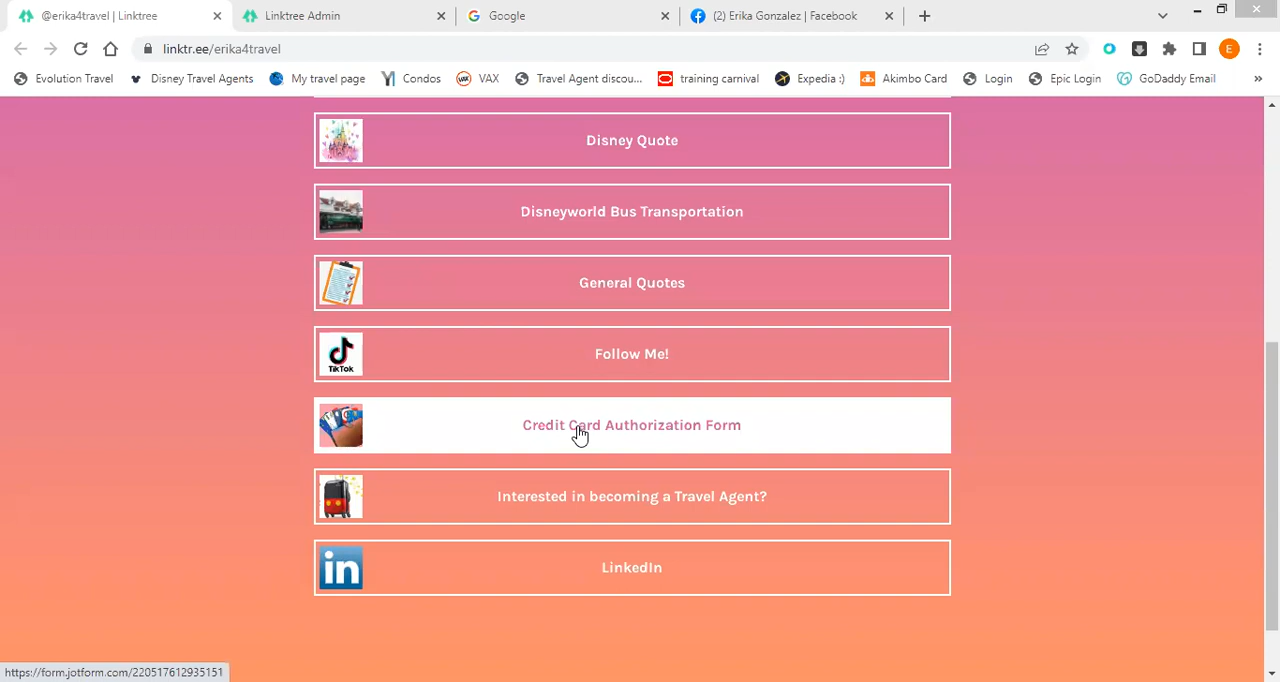 @erika4travel | Linktree
Linktree Admin
Google
(2) Erika Gonzalez | Facebook
linktr.ee/erika4travel
E
Evolution Travel
Disney Travel Agents
My travel page
Condos
VAX
Travel Agent discou...
training carnival
Expedia :)
Akimbo Card
Login
Epic Login
GoDaddy Email
»
Disney Quote
Disneyworld Bus Transportation
General Quotes
TikTok
Follow Me!
Credit Card Authorization Form
Interested in becoming a Travel Agent?
in
LinkedIn
https://form.jotform.com/220517612935151